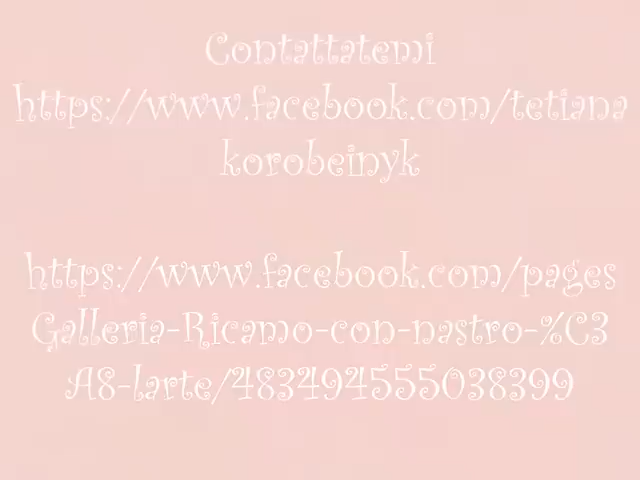 Contattatemi
https://www.facebook.com/tetiana
korobeinyk
https://www.facebook.com/pages
Galleria-Ricamo-con-nastro-%C3
A8-larte/483494555038399